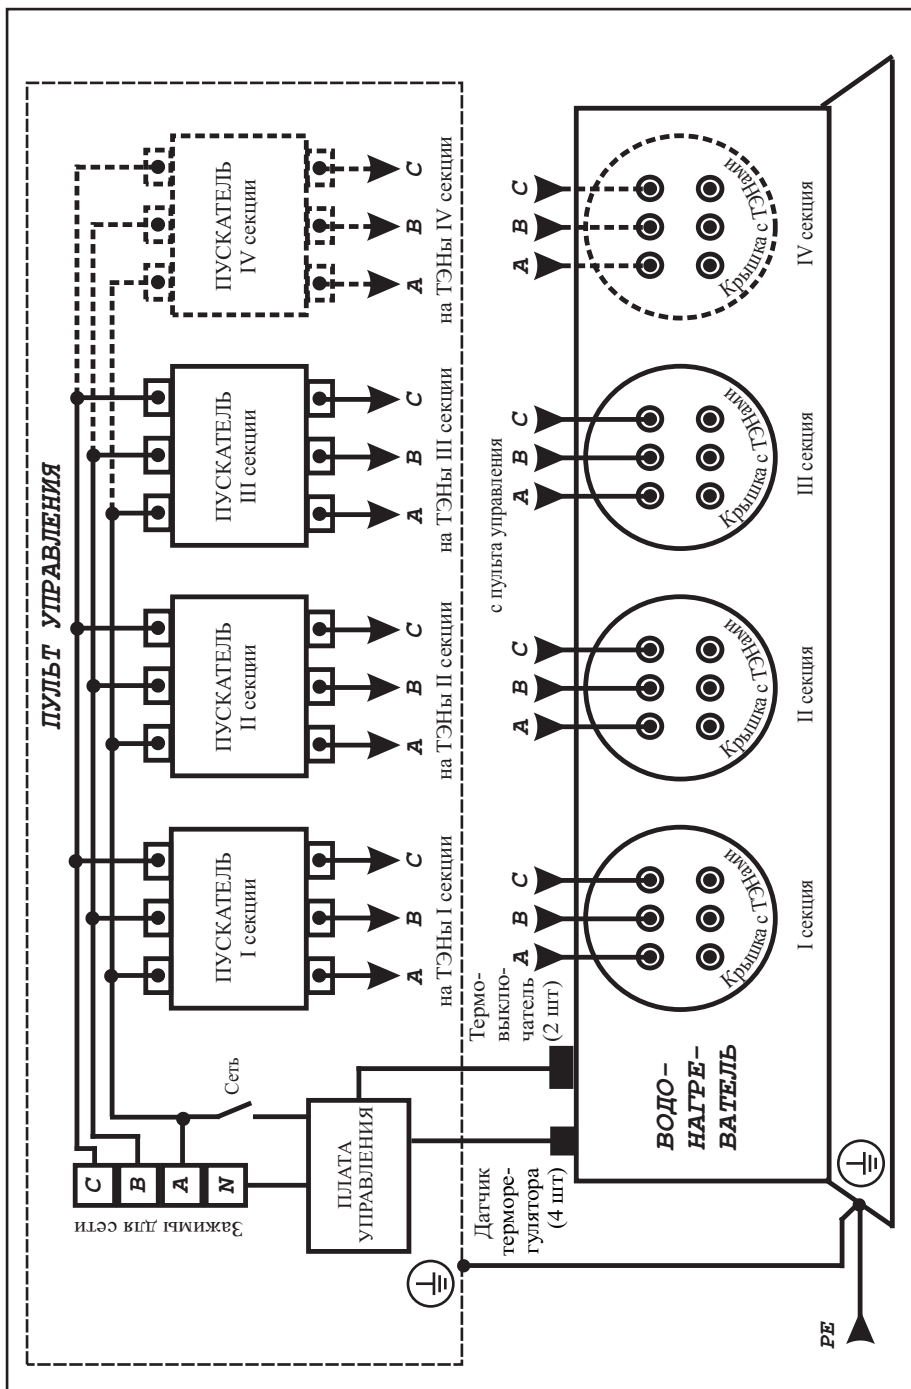 ПУЛЬТ УПРАВЛЕНИЯ
Зажимы для сети
C
B
A
N
Сеть
ПЛАТА
УПРАВЛЕНИЯ
ПУСКАТЕЛЬ
I секции
A
B
C
на ТЭНы I секции
ПУСКАТЕЛЬ
II секции
A
B
C
на ТЭНы II секции
ПУСКАТЕЛЬ
III секции
A
B
C
на ТЭНы III секции
ПУСКАТЕЛЬ
IV секции
A
B
C
на ТЭНы IV секции
Датчик
терморе-
гулятора
(4 шт)
Термо-
выклю-
чатель
(2 шт)
с пульта управления
A
B
C
A
B
C
A
B
C
A
B
C
ВОДО-
НАГРЕ-
ВАТЕЛЬ
Крышка с ТЭНами
I секция
Крышка с ТЭНами
II секция
Крышка с ТЭНами
III секция
Крышка с ТЭНами
IV секция
PE